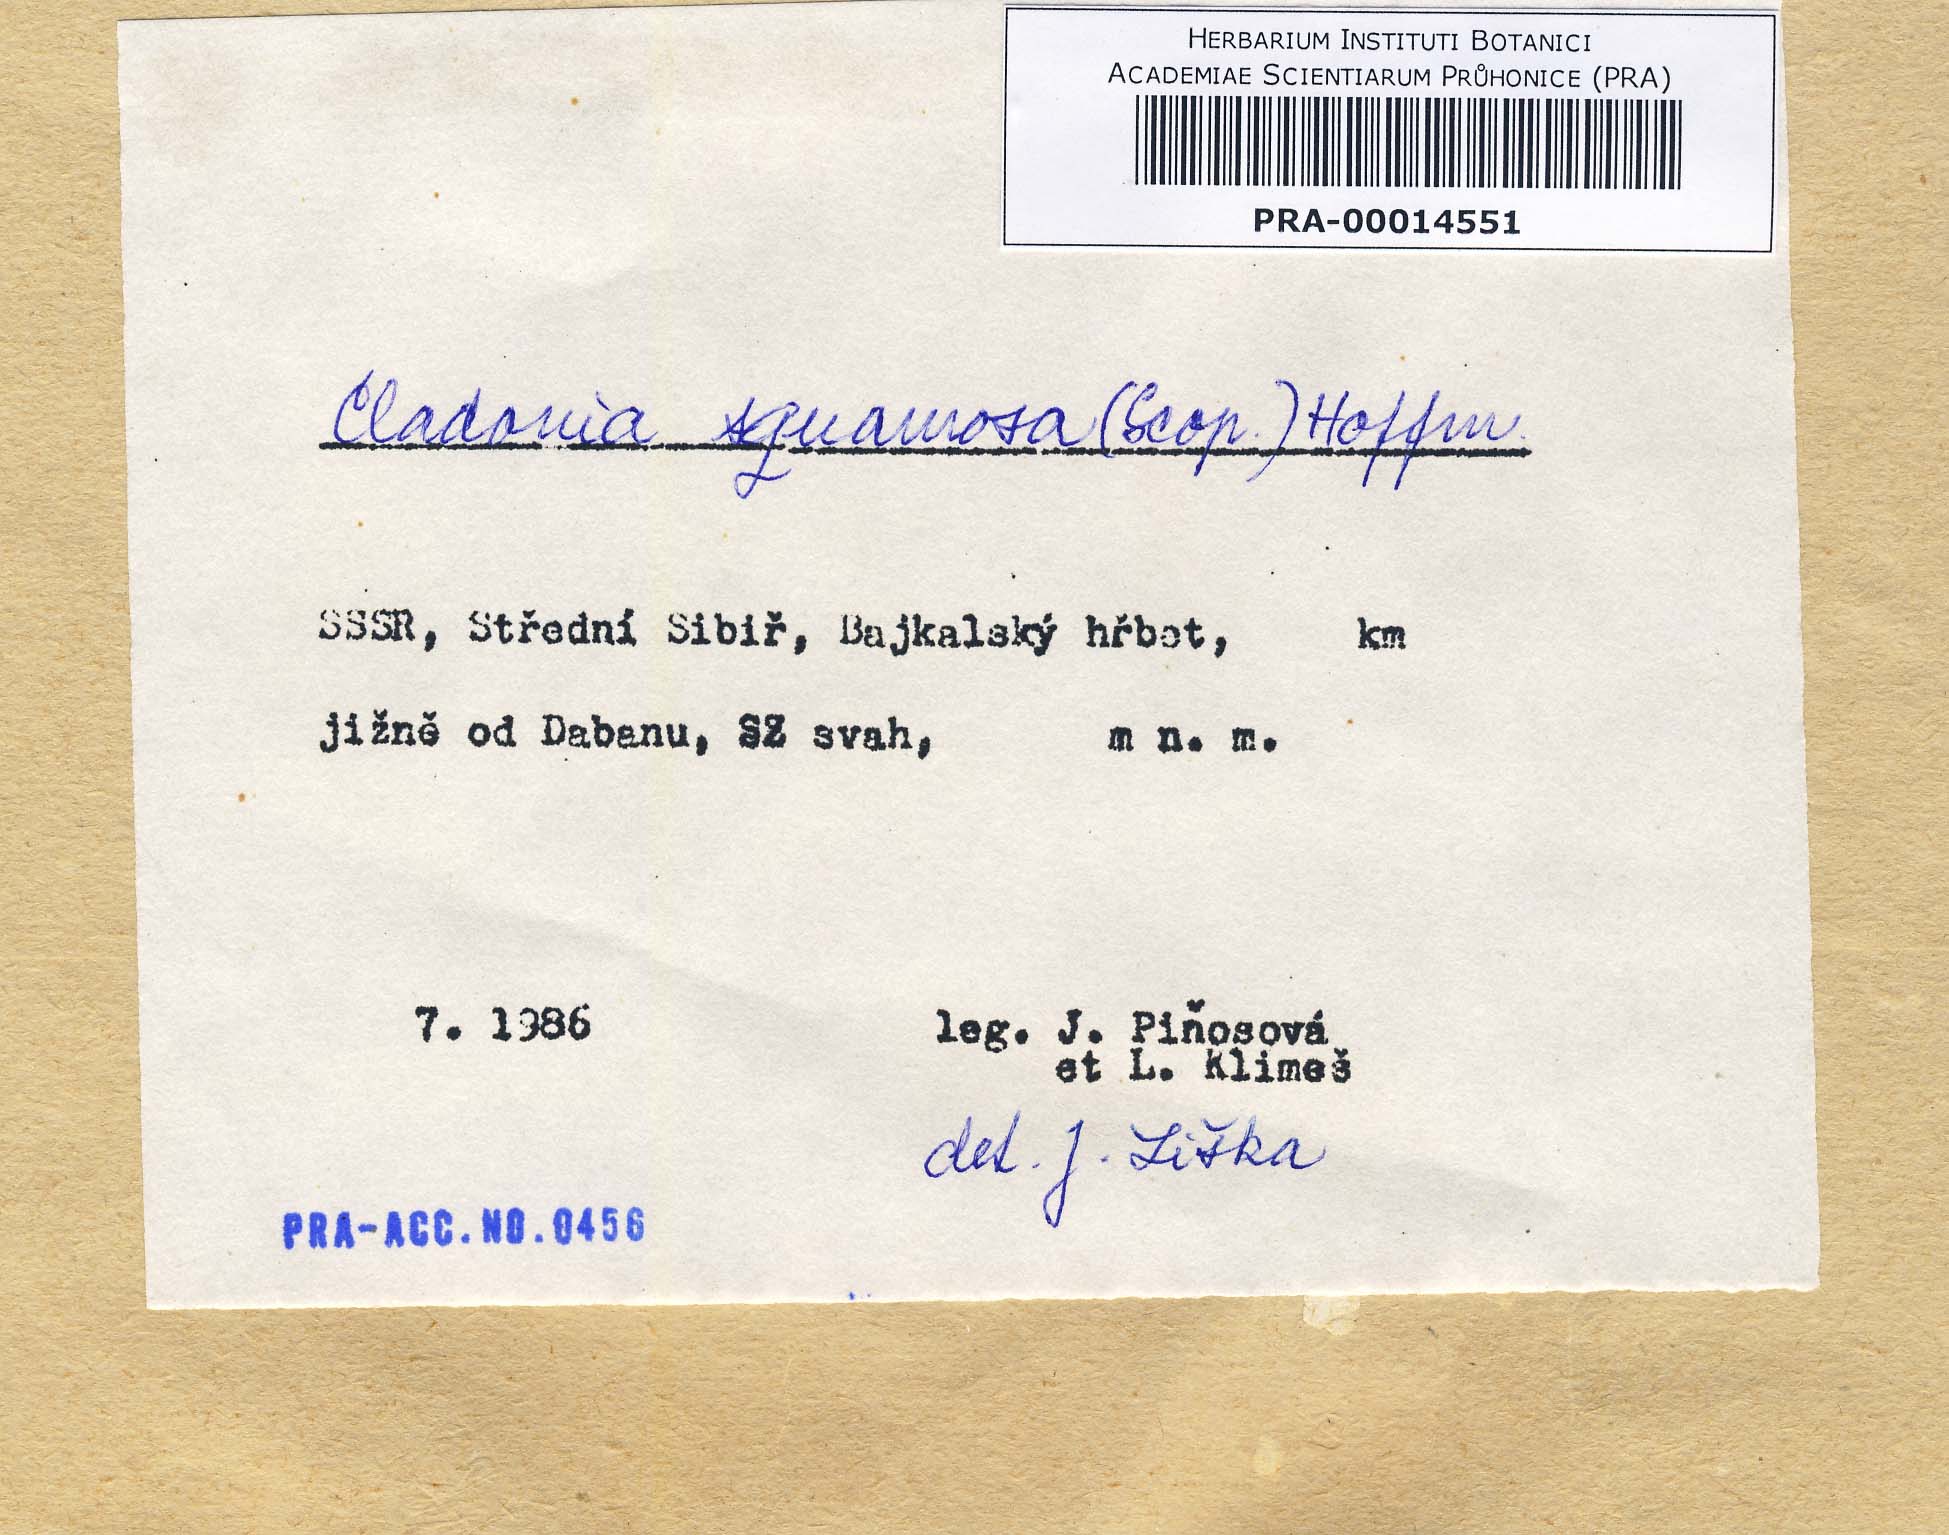 HERBARIUM INSTITUTI BOTANICI
ACADEMIAE SCIENTIARUM PRŮHONICE (PRA)
PRA-00014551
Cladonia squamosa (Scop.) Hoffm.
SSSR, Střední Sibiř, Bajkalský hřbet, km
jižně od Dabanu, SZ svah, m n. m.
7. 1986
leg. J. Piňosová
et L. Klimeš
det. J. Liška
PRA-ACC.NO.0456